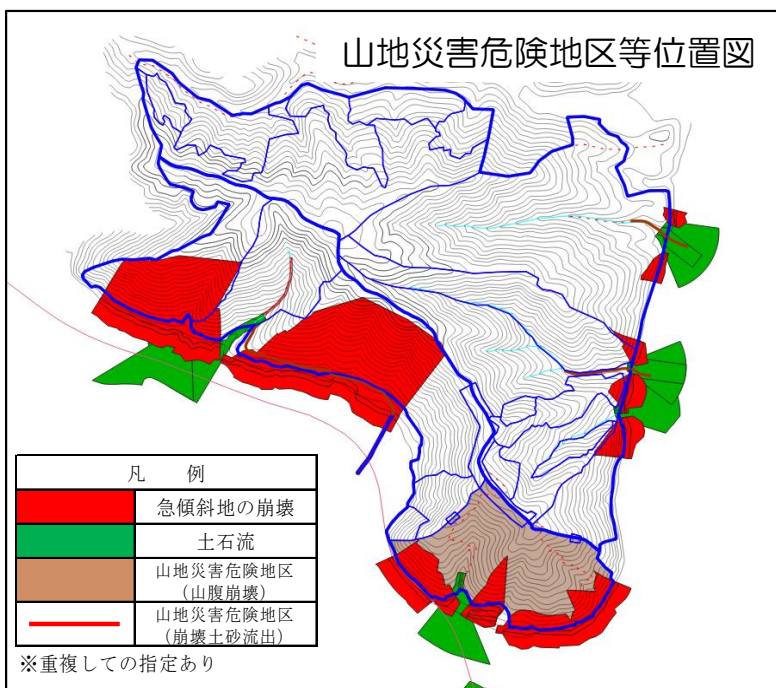 山地災害危険地区等位置図
凡 例
急傾斜地の崩壊
土石流
山地災害危険地区
(山腹崩壊)
山地災害危険地区
(崩壊土砂流出)
※重複しての指定あり